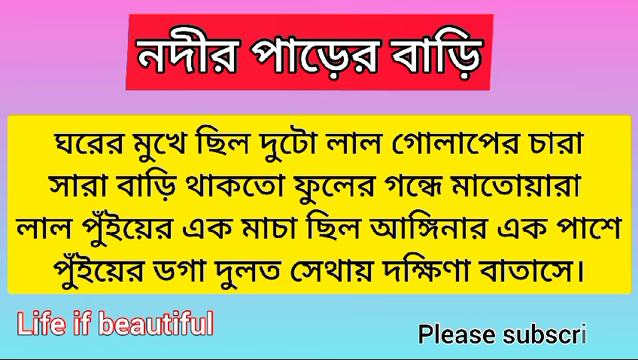 নদীর পাড়ের বাড়ি
ঘরের মুখে ছিল দুটো লাল গোলাপের চারা
সারা বাড়ি থাকতো ফুলের গন্ধে মাতোয়ারা
লাল পুঁইয়ের এক মাচা ছিল আঙ্গিনার এক পাশে
পুঁইয়ের ডগা দুলত সেথায় দক্ষিণা বাতাসে।
Life if beautiful
Please subscri